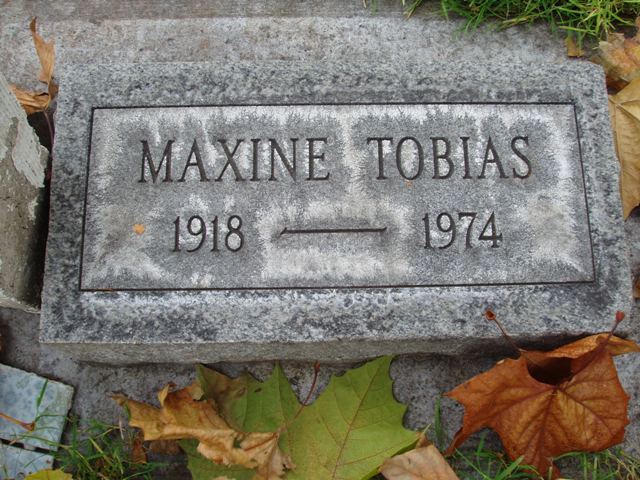 MAXINE TOBIAS
1918 — 1974